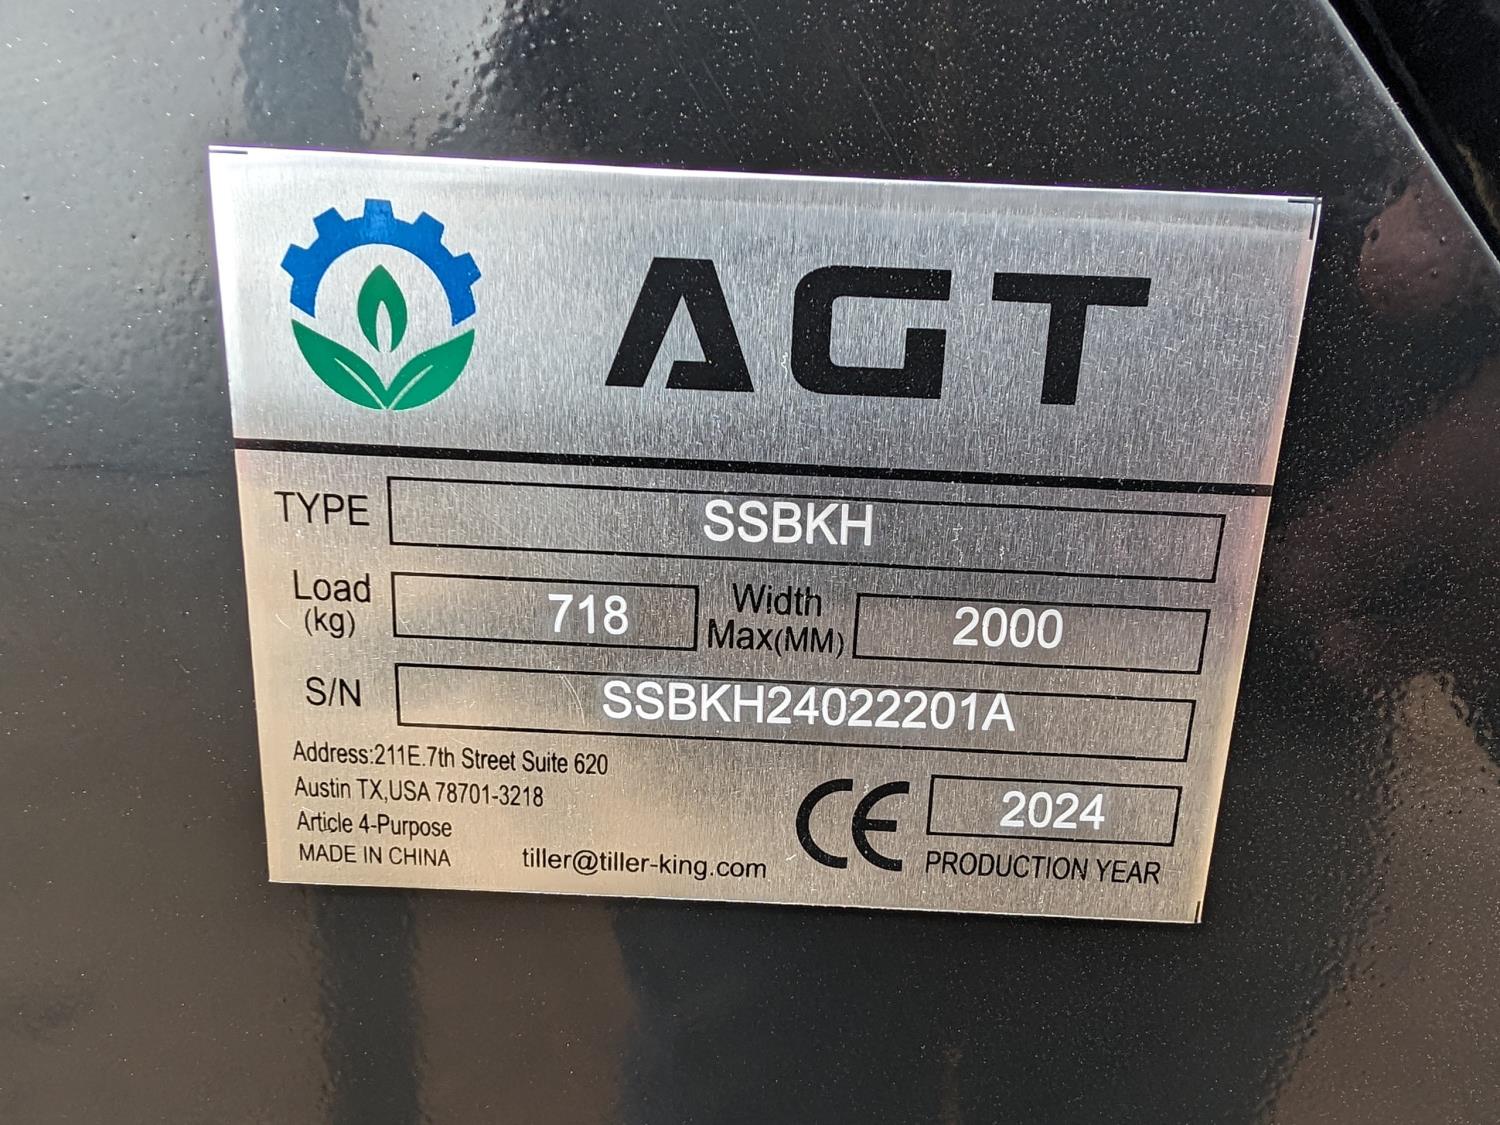 AGT
TYPE SSBKH
Load (kg) 718 Width Max(MM) 2000
S/N SSBKH24022201A
Address:211E.7th Street Suite 620
Austin TX,USA 78701-3218
Article 4-Purpose
MADE IN CHINA
tiller@tiller-king.com
CE 2024
PRODUCTION YEAR